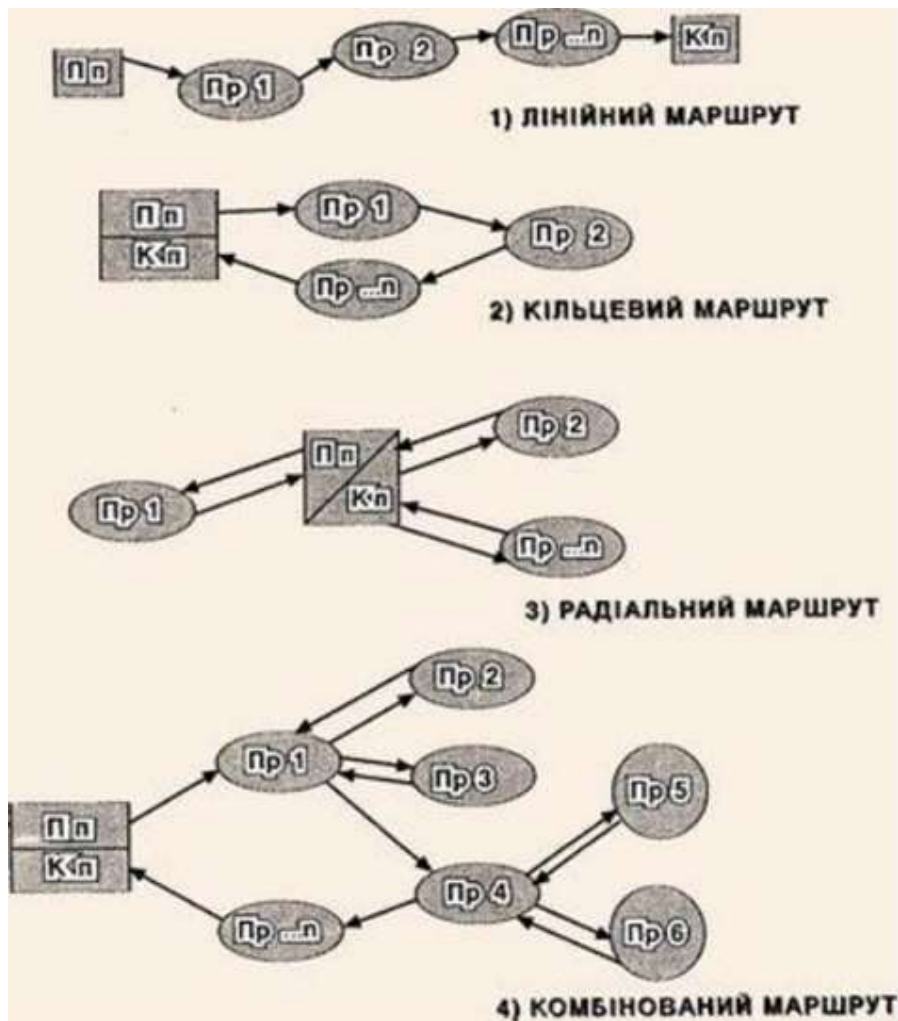 Пп
Пр 1
Пр 2
Пр ...n
Кп
1) ЛІНІЙНИЙ МАРШРУТ
Пп
Кп
Пр 1
Пр 2
Пр ...n
2) КІЛЬЦЕВИЙ МАРШРУТ
Пр 1
Пп
Кп
Пр 2
Пр ...n
3) РАДІАЛЬНИЙ МАРШРУТ
Пр 2
Пр 1
Пр 3
Пр 5
Пп
Кп
Пр 4
Пр ...n
Пр 6
4) КОМБІНОВАНИЙ МАРШРУТ